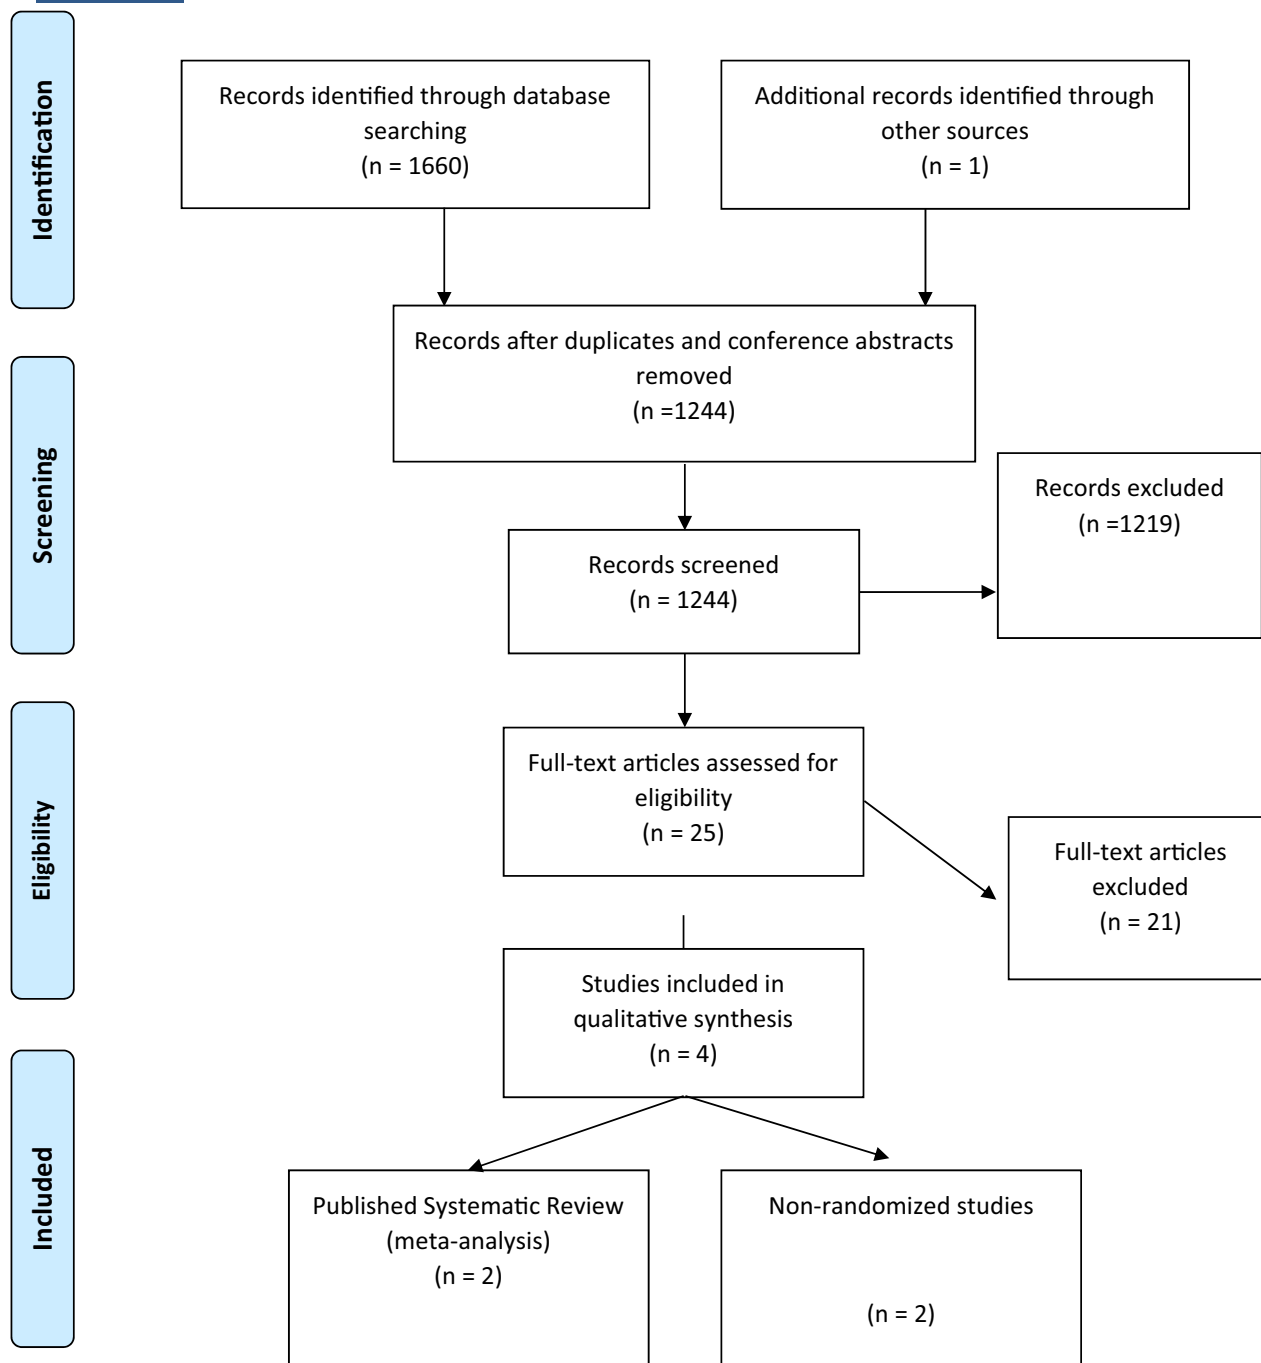 Identification
Records identified through database
searching
(n = 1660)
Additional records identified through
other sources
(n = 1)
Records after duplicates and conference abstracts
removed
(n =1244)
Screening
Records screened
(n = 1244)
Records excluded
(n =1219)
Eligibility
Full-text articles assessed for
eligibility
(n = 25)
Full-text articles
excluded
(n = 21)
Studies included in
qualitative synthesis
(n = 4)
Included
Published Systematic Review
(meta-analysis)
(n = 2)
Non-randomized studies
(n = 2)